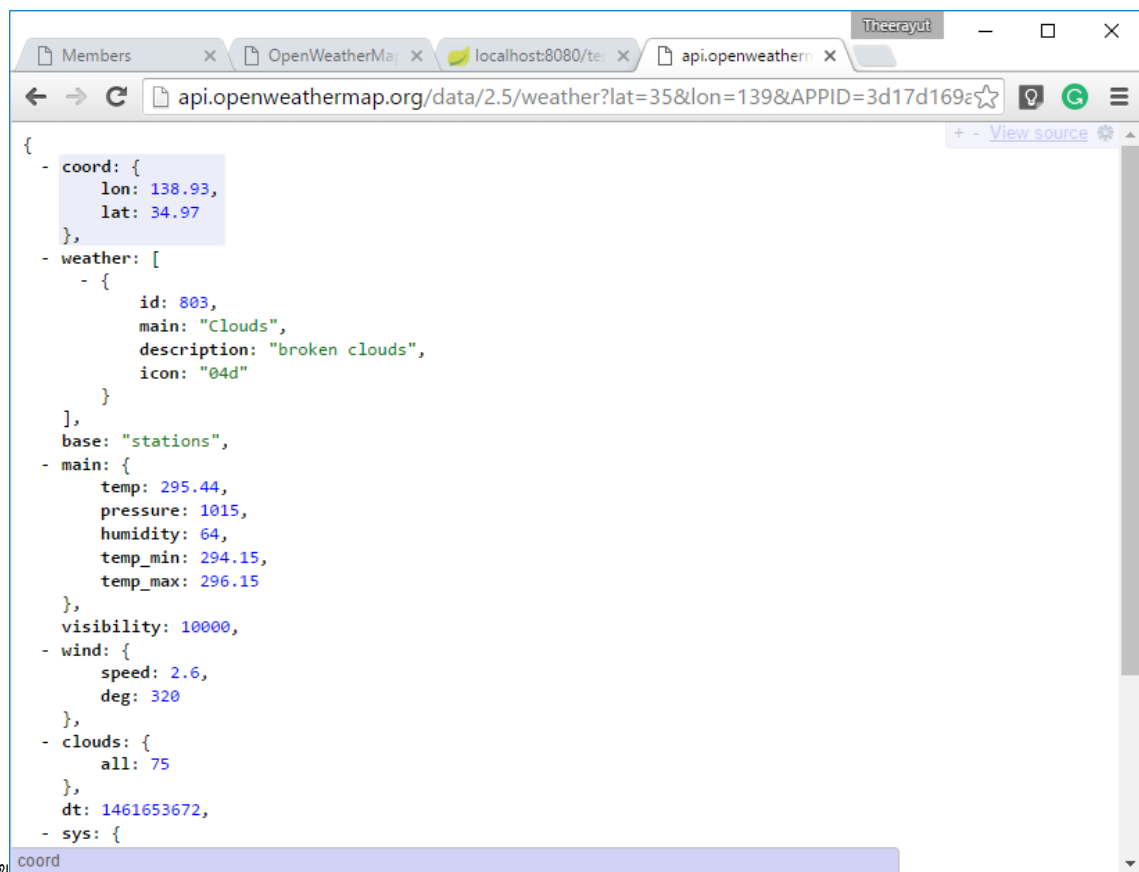 Theerayut
Members
OpenWeatherMap
localhost:8080/te
api.openweathern
api.openweathermap.org/data/2.5/weather?lat=35&lon=139&APPID=3d17d169a
+ - View source
{
- coord: {
lon: 138.93,
lat: 34.97
},
- weather: [
- {
id: 803,
main: "Clouds",
description: "broken clouds",
icon: "04d"
}
],
base: "stations",
- main: {
temp: 295.44,
pressure: 1015,
humidity: 64,
temp_min: 294.15,
temp_max: 296.15
},
visibility: 10000,
- wind: {
speed: 2.6,
deg: 320
},
- clouds: {
all: 75
},
dt: 1461653672,
- sys: {
coord